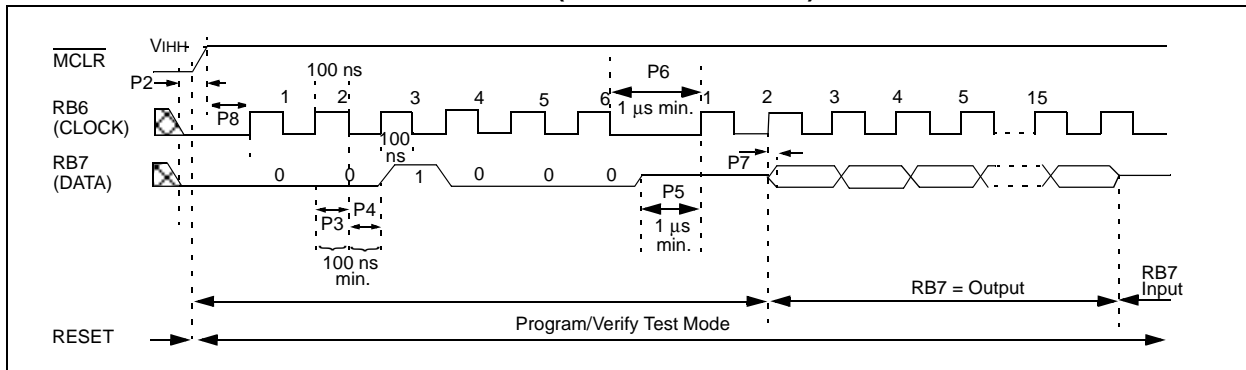 VIHH
MCLR
P2
100 ns
P6
RB6
(CLOCK)
P8
1 2 3 4 5 6
1 μs min.
1 2 3 4 5 15
100
ns
P7
RB7
(DATA)
0 0 1 0 0 0
P5
P3 P4
1 μs
min.
100 ns
min.
RB7 = Output
RB7
Input
RESET
Program/Verify Test Mode